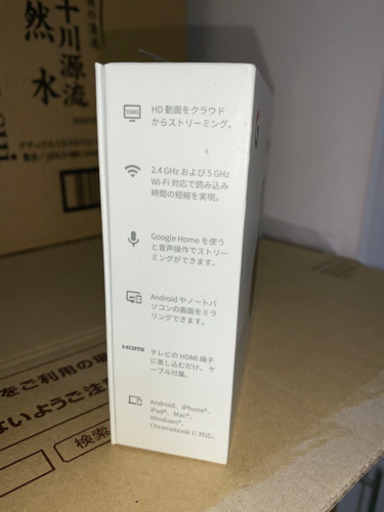 十川源流
然水
1080
HD 動画をクラウド
からストリーミング。
2.4 GHz および 5 GHz
Wi-Fi 対応で読み込み
時間の短縮を実現。
Google Home を使う
と音声操作でストリー
ミングができます。
Android やノートパ
ソコンの画面をミラ
リングできます。
HDMI
テレビの HDMI 端子
に差し込むだけ。ケ
ーブル付属。
Android、iPhone®、
iPad®、Mac®、
Windows®、
Chromebook に対応。
をご利用の場
ないようご注
検索